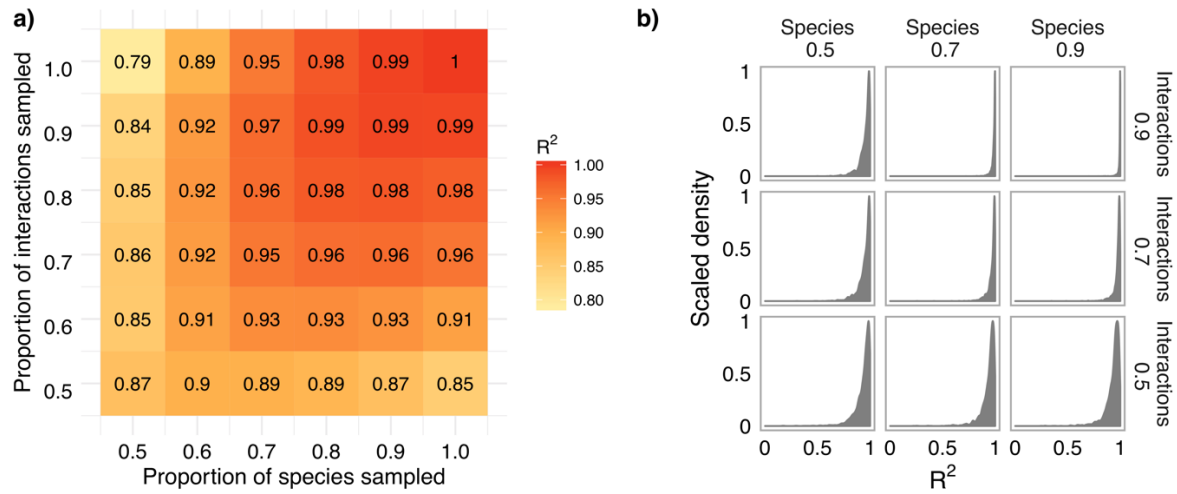 a)
Proportion of interactions sampled
1.0 0.79 0.89 0.95 0.98 0.99 1
0.9 0.84 0.92 0.97 0.99 0.99 0.99
0.8 0.85 0.92 0.96 0.98 0.98 0.98
0.7 0.86 0.92 0.95 0.96 0.96 0.96
0.6 0.85 0.91 0.93 0.93 0.93 0.91
0.5 0.87 0.9 0.89 0.89 0.87 0.85
0.5 0.6 0.7 0.8 0.9 1.0
Proportion of species sampled
R²
1.00
0.95
0.90
0.85
0.80
b)
Species Species Species
0.5 0.7 0.9
Scaled density
1
0.5
0
Interactions
0.9
1
0.5
0
Interactions
0.7
1
0.5
0
Interactions
0.5
0 0.5 1 0 0.5 1 0 0.5 1
R²